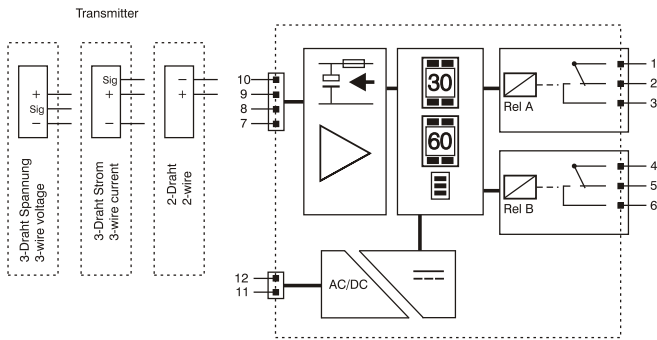 Transmitter
+
Sig
−
3-Draht Spannung
3-wire voltage
Sig
+
−
3-Draht Strom
3-wire current
−
+
2-Draht
2-wire
10
9
8
7
12
11
30
60
AC/DC
Rel A
1
2
3
Rel B
4
5
6